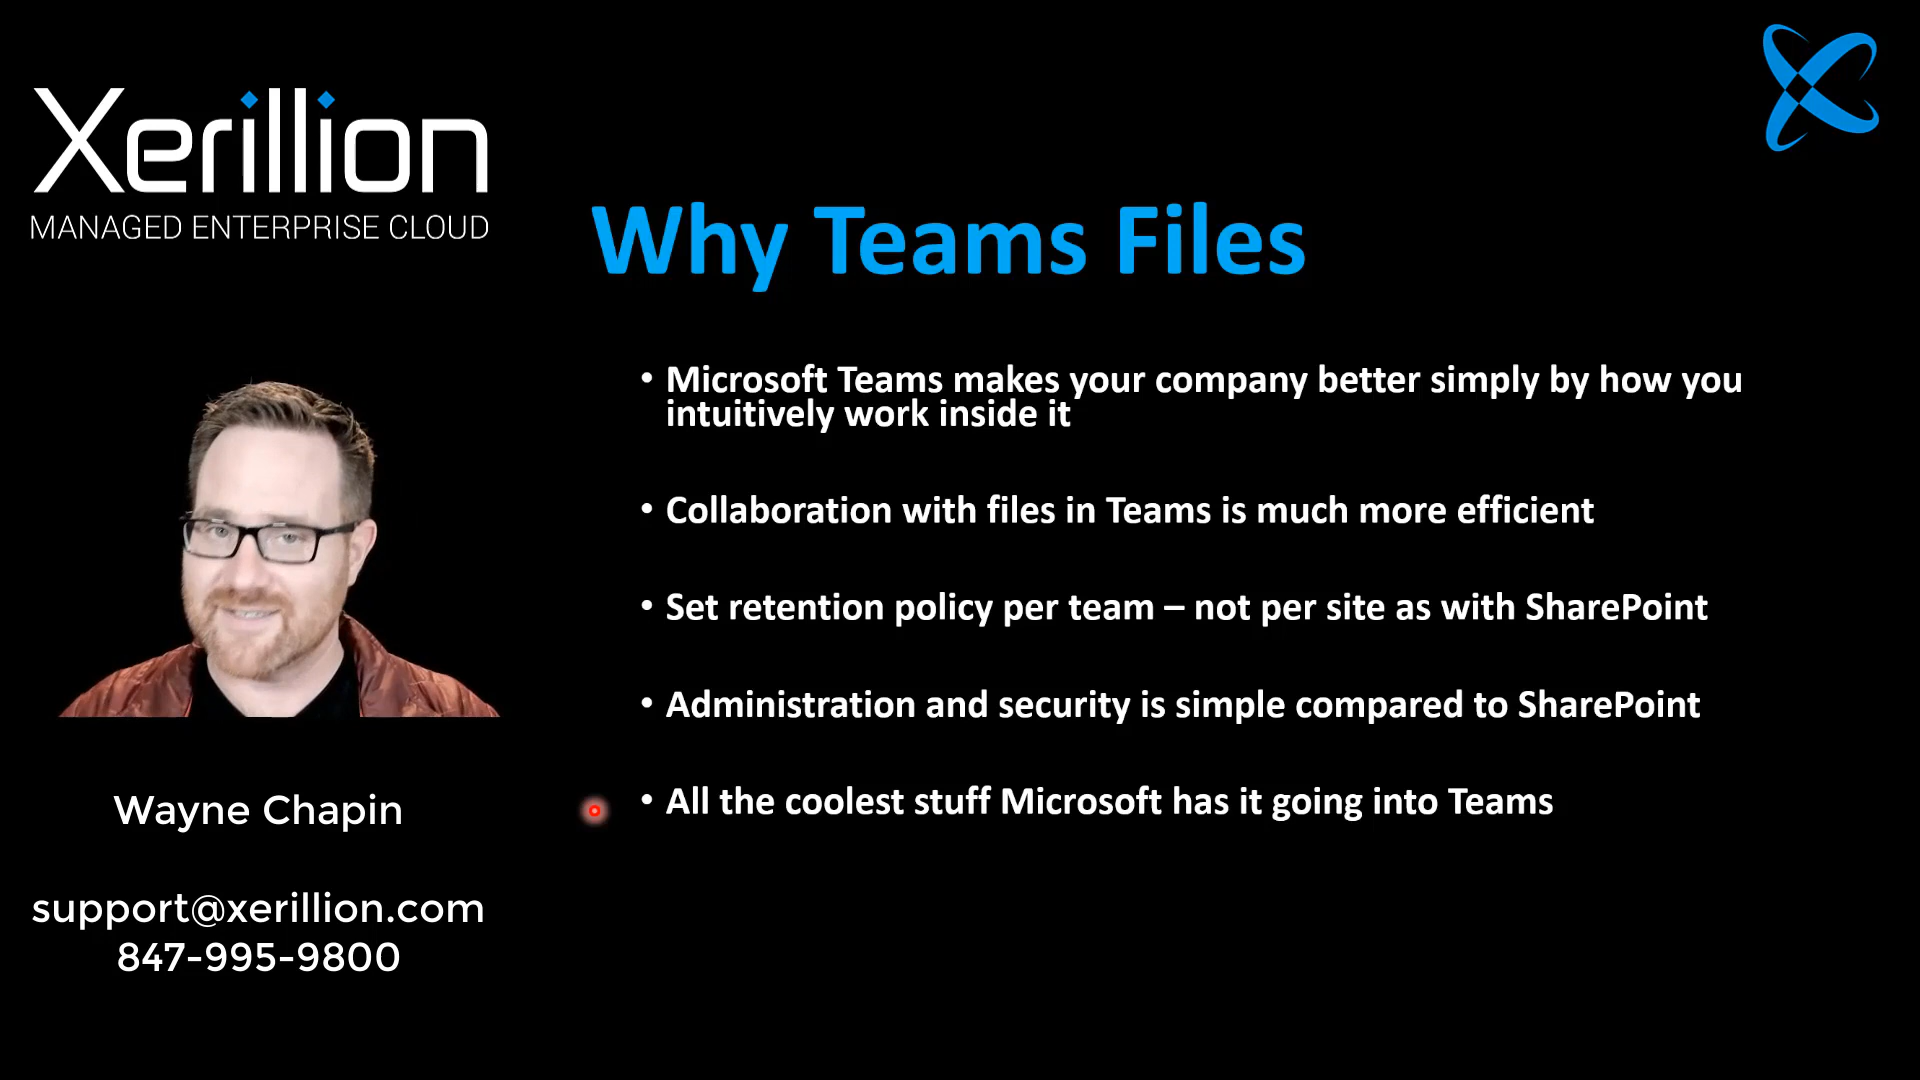 Xerillion
MANAGED ENTERPRISE CLOUD
Why Teams Files
• Microsoft Teams makes your company better simply by how you
intuitively work inside it
• Collaboration with files in Teams is much more efficient
• Set retention policy per team – not per site as with SharePoint
• Administration and security is simple compared to SharePoint
• All the coolest stuff Microsoft has it going into Teams
Wayne Chapin
support@xerillion.com
847-995-9800